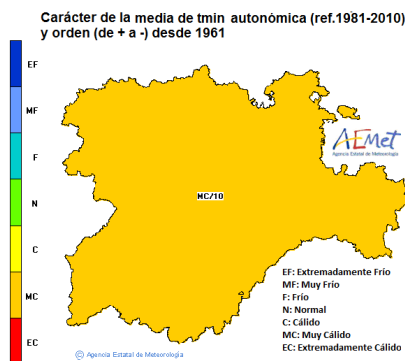 Carácter de la media de tmin autonómica (ref.1981-2010)
y orden (de + a -) desde 1961
EF
MF
F
N
C
MC
EC
AEMet
Agencia Estatal de Meteorología
MC/10
EF: Extremadamente Frío
MF: Muy Frío
F: Frío
N: Normal
C: Cálido
MC: Muy Cálido
EC: Extremadamente Cálido
© Agencia Estatal de Meteorología